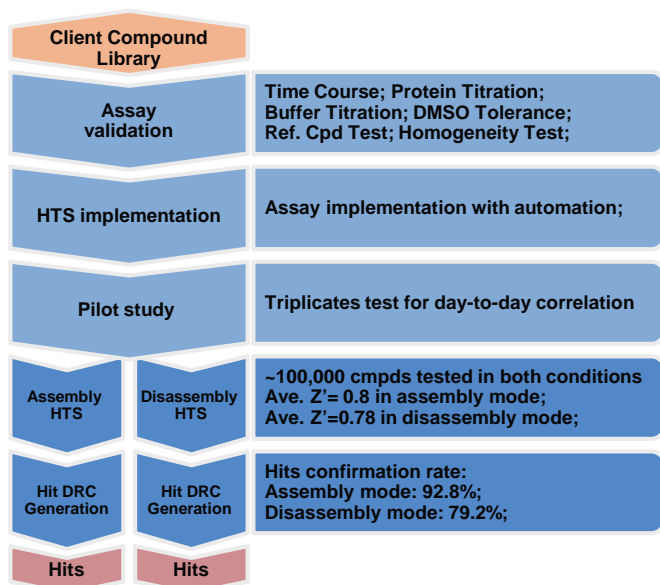 Client Compound
Library
Assay
validation
Time Course; Protein Titration;
Buffer Titration; DMSO Tolerance;
Ref. Cpd Test; Homogeneity Test;
HTS implementation
Assay implementation with automation;
Pilot study
Triplicates test for day-to-day correlation
Assembly
HTS
Disassembly
HTS
~100,000 cmpds tested in both conditions
Ave. Z’= 0.8 in assembly mode;
Ave. Z’=0.78 in disassembly mode;
Hit DRC
Generation
Hit DRC
Generation
Hits confirmation rate:
Assembly mode: 92.8%;
Disassembly mode: 79.2%;
Hits
Hits